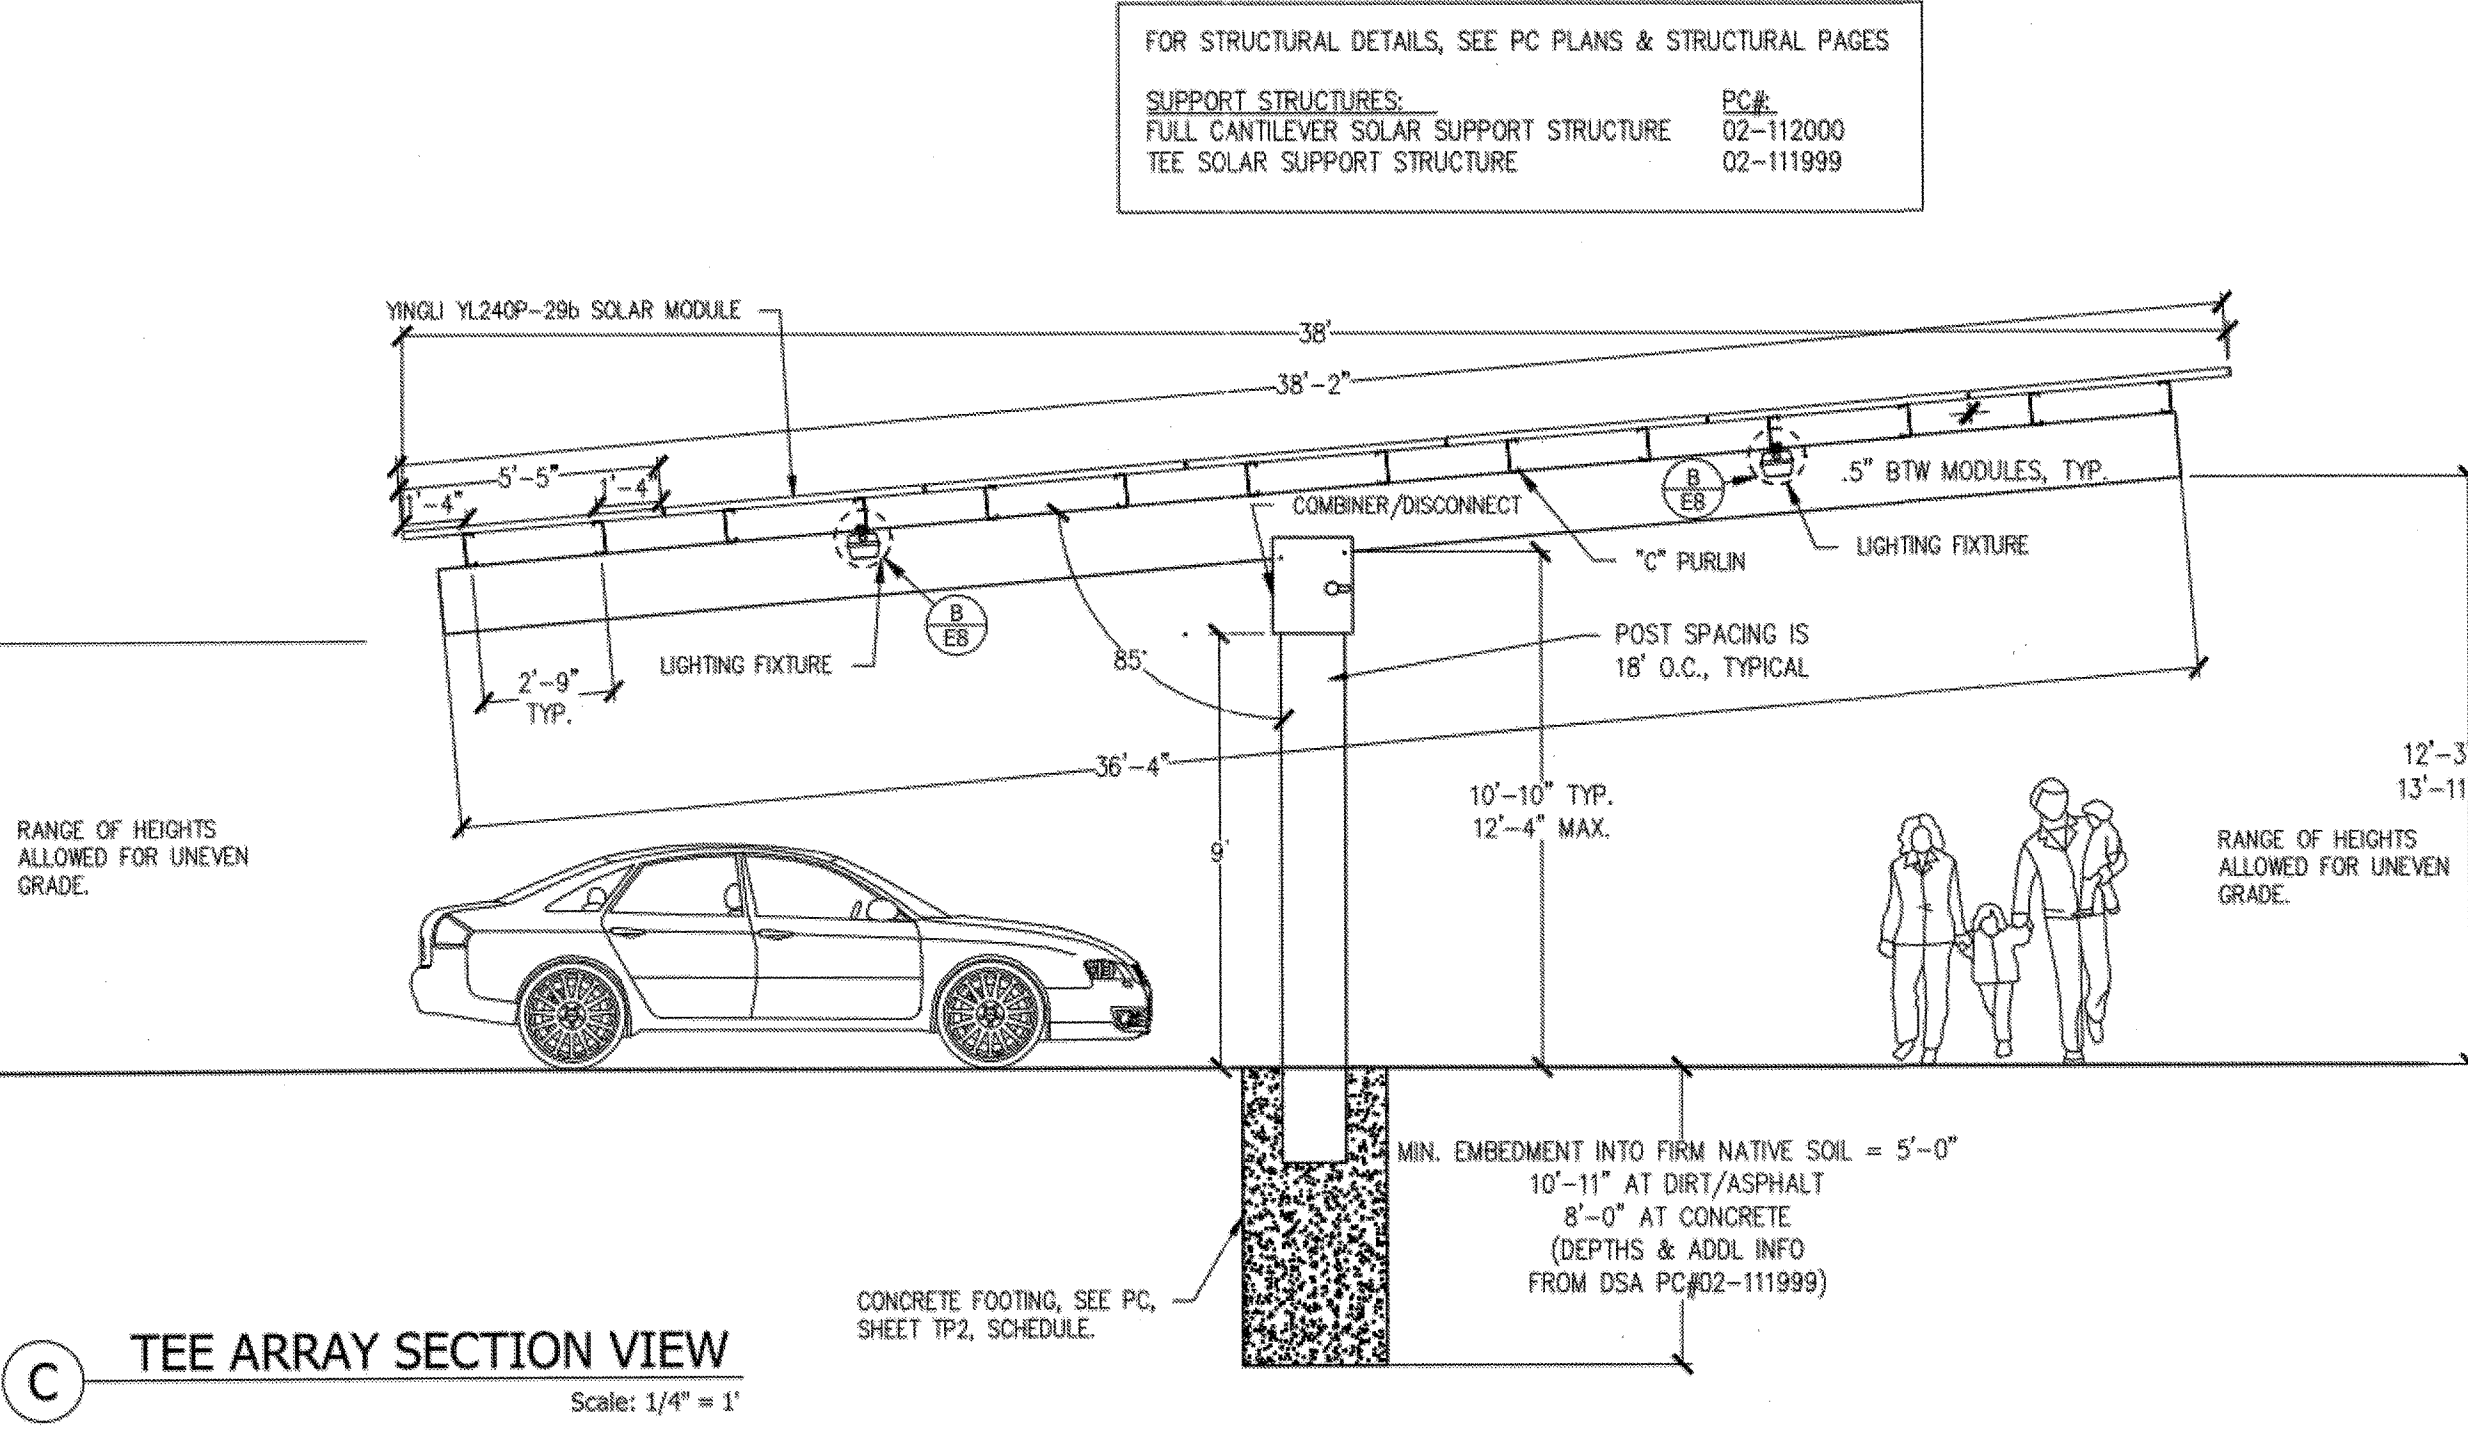 FOR STRUCTURAL DETAILS, SEE PC PLANS & STRUCTURAL PAGES
SUPPORT STRUCTURES: PC#:
FULL CANTILEVER SOLAR SUPPORT STRUCTURE 02-112000
TEE SOLAR SUPPORT STRUCTURE 02-111999
YINGLI YL240P-29b SOLAR MODULE
38'
38'-2"
5'-5"
1'-4"
1'-4"
.5" BTW MODULES, TYP.
B
E8
COMBINER/DISCONNECT
LIGHTING FIXTURE
"C" PURLIN
B
E8
LIGHTING FIXTURE
POST SPACING IS
18' O.C., TYPICAL
85°
2'-9"
TYP.
36'-4"
12'-3
13'-11
10'-10" TYP.
12'-4" MAX.
9'
RANGE OF HEIGHTS
ALLOWED FOR UNEVEN
GRADE.
RANGE OF HEIGHTS
ALLOWED FOR UNEVEN
GRADE.
MIN. EMBEDMENT INTO FIRM NATIVE SOIL = 5'-0"
10'-11" AT DIRT/ASPHALT
8'-0" AT CONCRETE
(DEPTHS & ADDL INFO
FROM DSA PC#02-111999)
CONCRETE FOOTING, SEE PC,
SHEET TP2, SCHEDULE.
C
TEE ARRAY SECTION VIEW
Scale: 1/4" = 1'